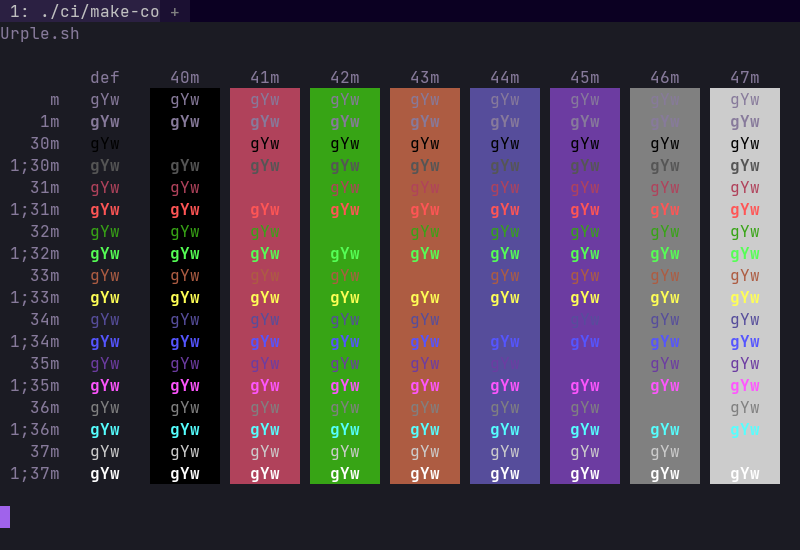 1: ./ci/make-co +
Urple.sh
def 40m 41m 42m 43m 44m 45m 46m 47m
m gYw gYw gYw gYw gYw gYw gYw gYw gYw
1m gYw gYw gYw gYw gYw gYw gYw gYw gYw
30m gYw gYw gYw gYw gYw gYw gYw gYw
1;30m gYw gYw gYw gYw gYw gYw gYw gYw gYw
31m gYw gYw gYw gYw gYw gYw gYw gYw
1;31m gYw gYw gYw gYw gYw gYw gYw gYw gYw
32m gYw gYw gYw gYw gYw gYw gYw gYw
1;32m gYw gYw gYw gYw gYw gYw gYw gYw gYw
33m gYw gYw gYw gYw gYw gYw gYw gYw
1;33m gYw gYw gYw gYw gYw gYw gYw gYw gYw
34m gYw gYw gYw gYw gYw gYw gYw gYw
1;34m gYw gYw gYw gYw gYw gYw gYw gYw gYw
35m gYw gYw gYw gYw gYw gYw gYw gYw
1;35m gYw gYw gYw gYw gYw gYw gYw gYw gYw
36m gYw gYw gYw gYw gYw gYw gYw gYw
1;36m gYw gYw gYw gYw gYw gYw gYw gYw gYw
37m gYw gYw gYw gYw gYw gYw gYw gYw
1;37m gYw gYw gYw gYw gYw gYw gYw gYw gYw